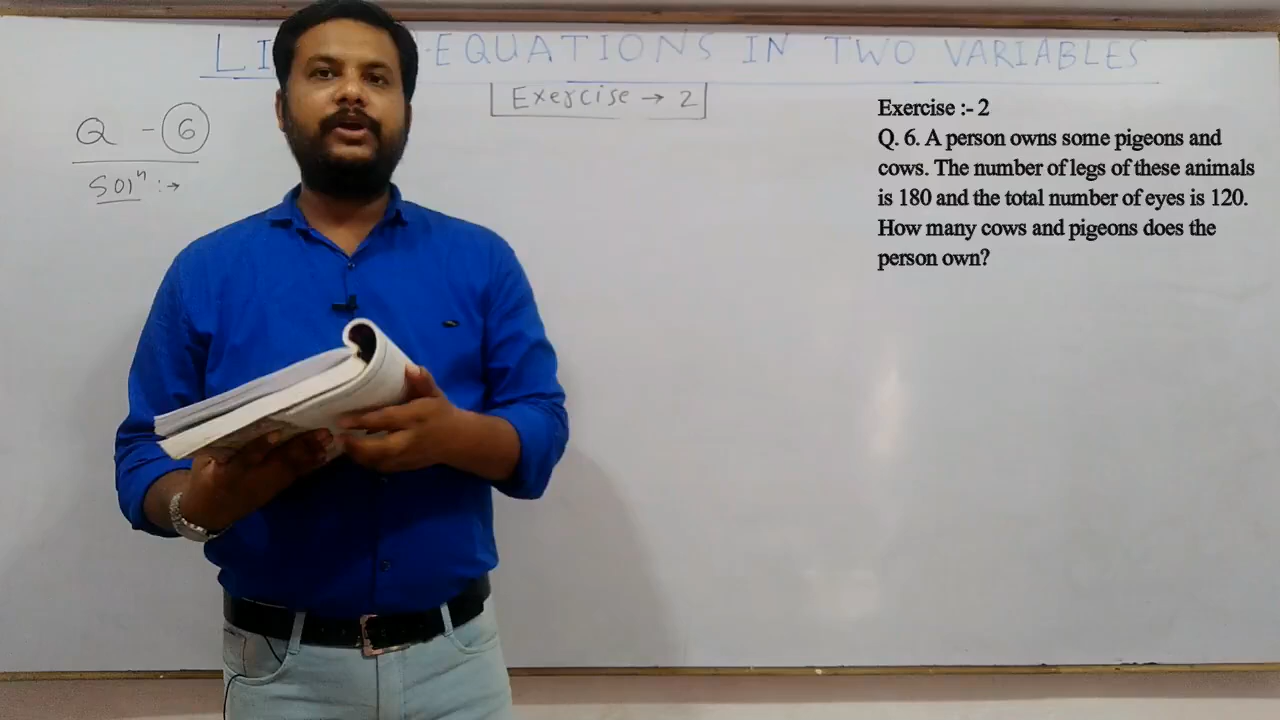 LI EQUATIONS IN TWO VARIABLES
Exercise → 2
Q - 6
Solⁿ :→
Exercise :- 2
Q. 6. A person owns some pigeons and
cows. The number of legs of these animals
is 180 and the total number of eyes is 120.
How many cows and pigeons does the
person own?